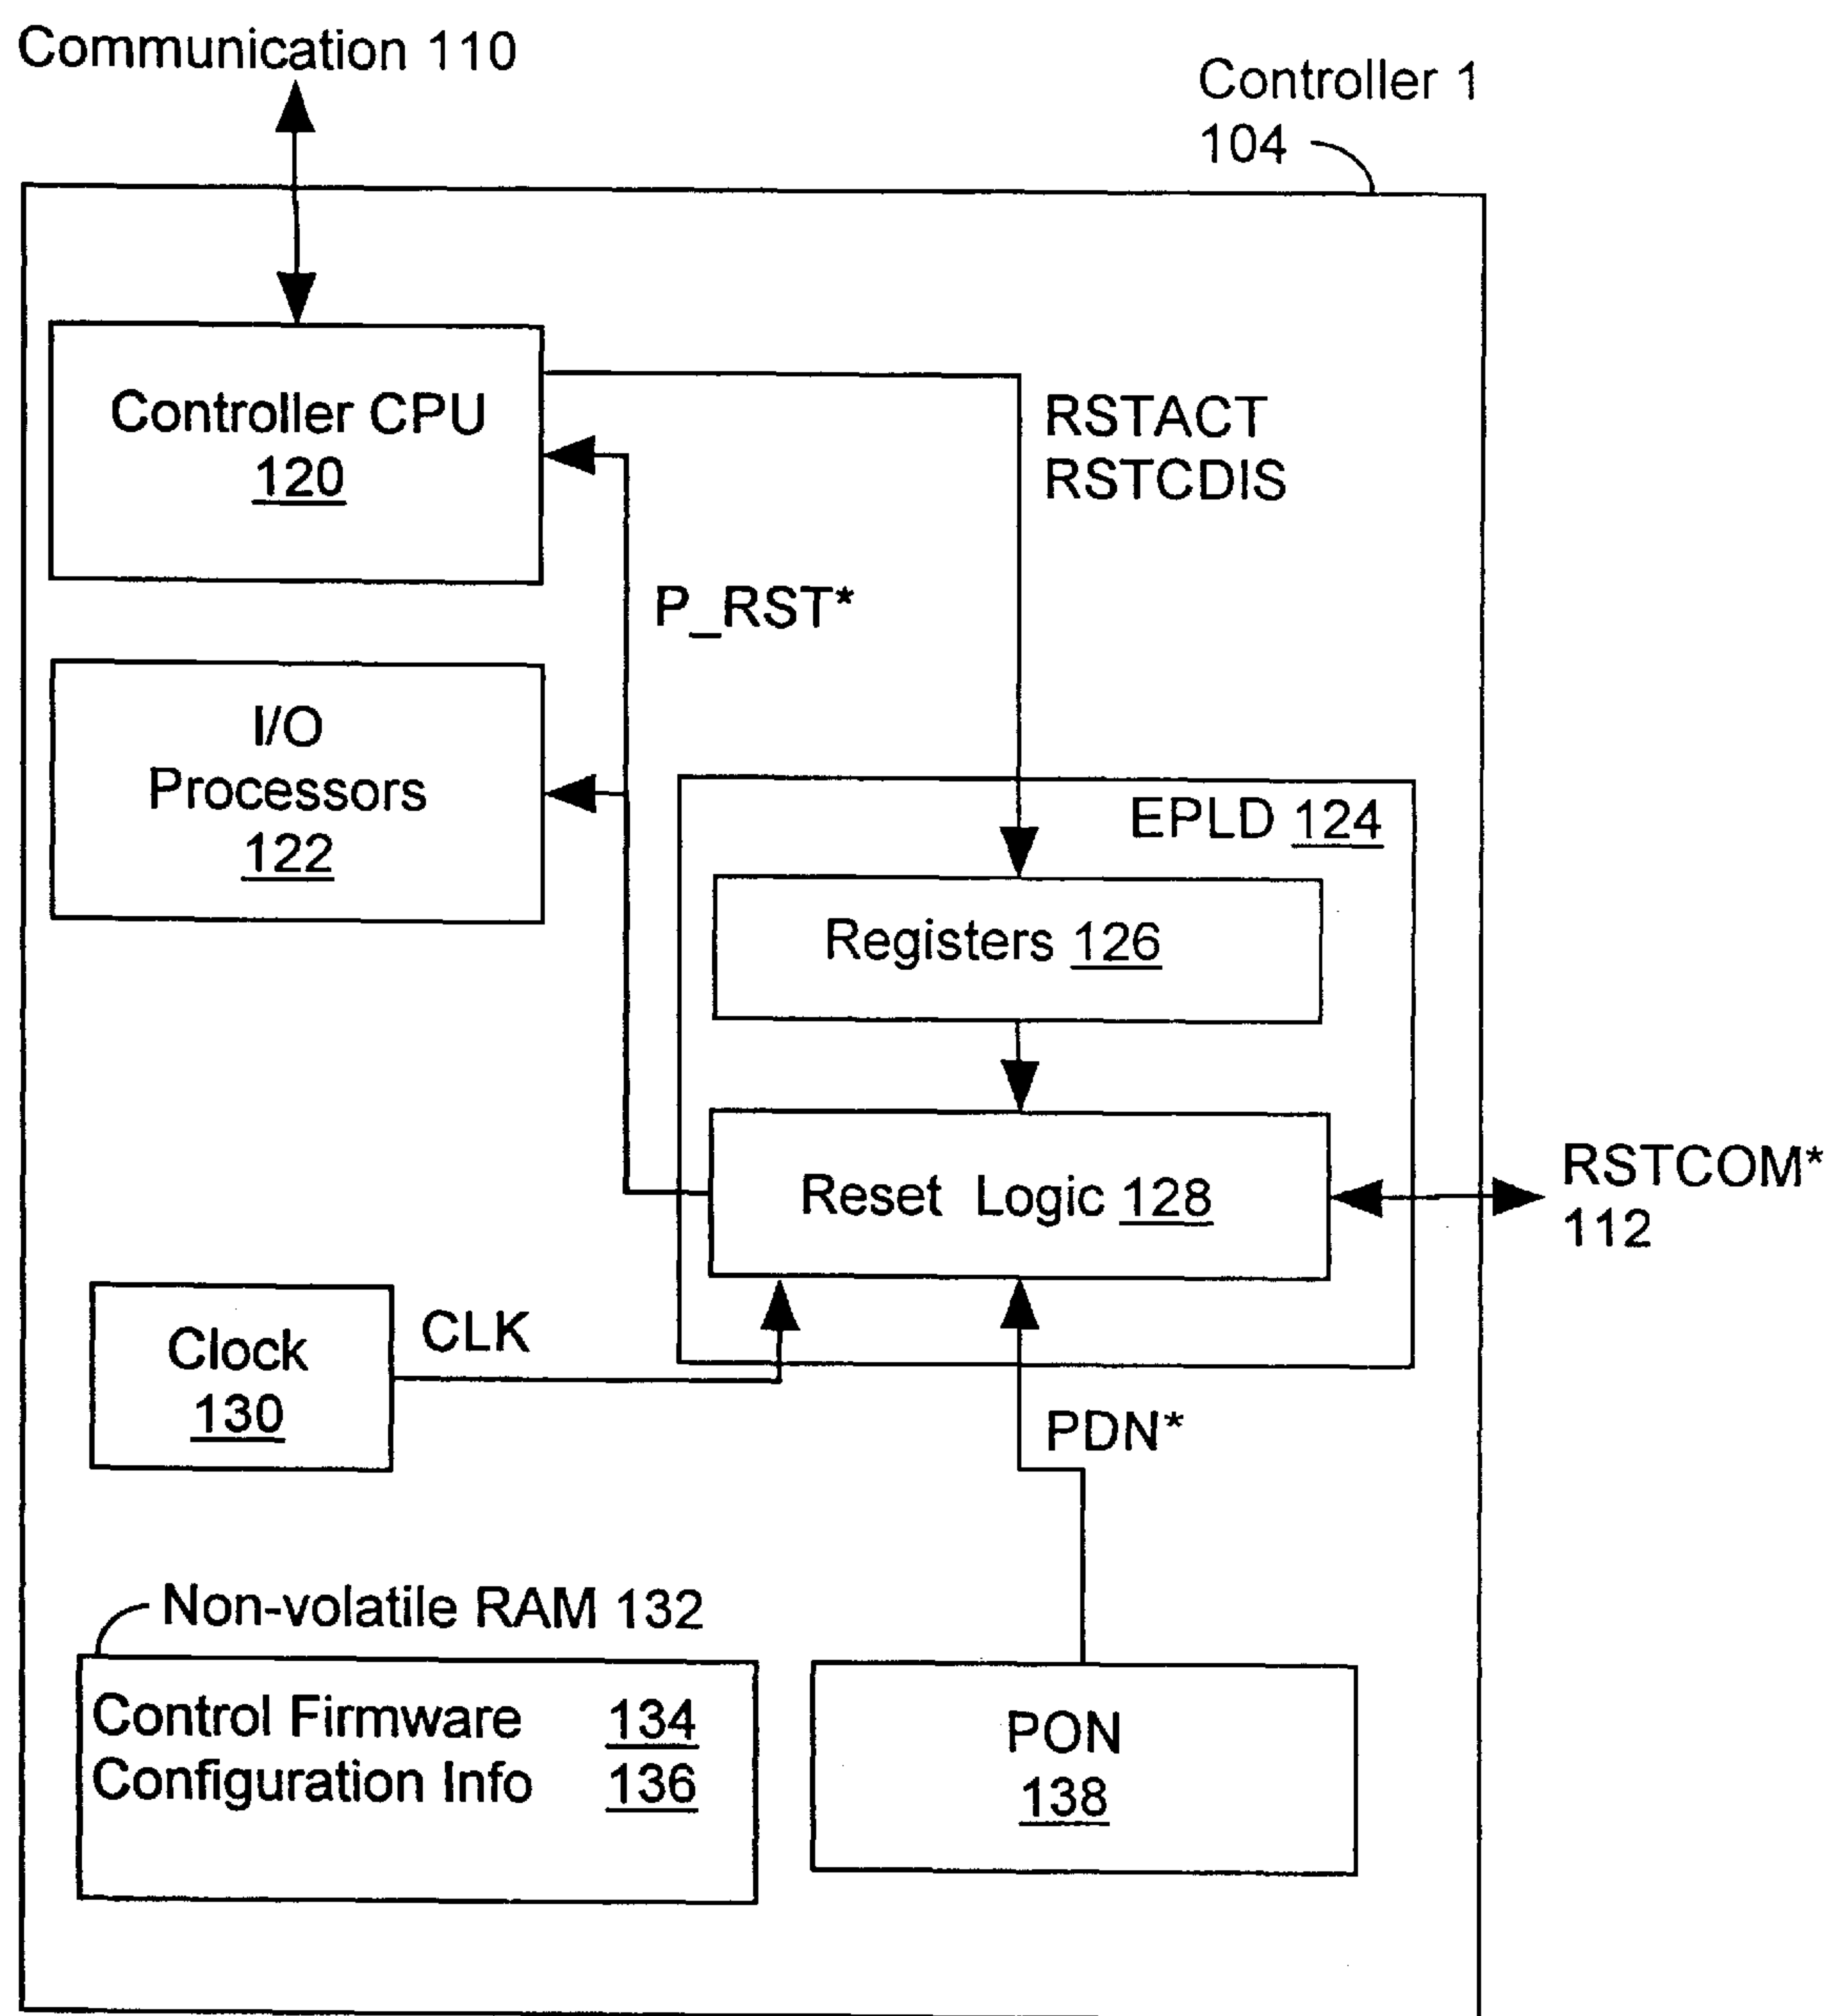 Communication 110
Controller 1
104
Controller CPU
120
RSTACT
RSTCDIS
P_RST*
I/O
Processors
122
EPLD 124
Registers 126
Reset Logic 128
RSTCOM*
112
Clock
130
CLK
PDN*
Non-volatile RAM 132
Control Firmware 134
Configuration Info 136
PON
138